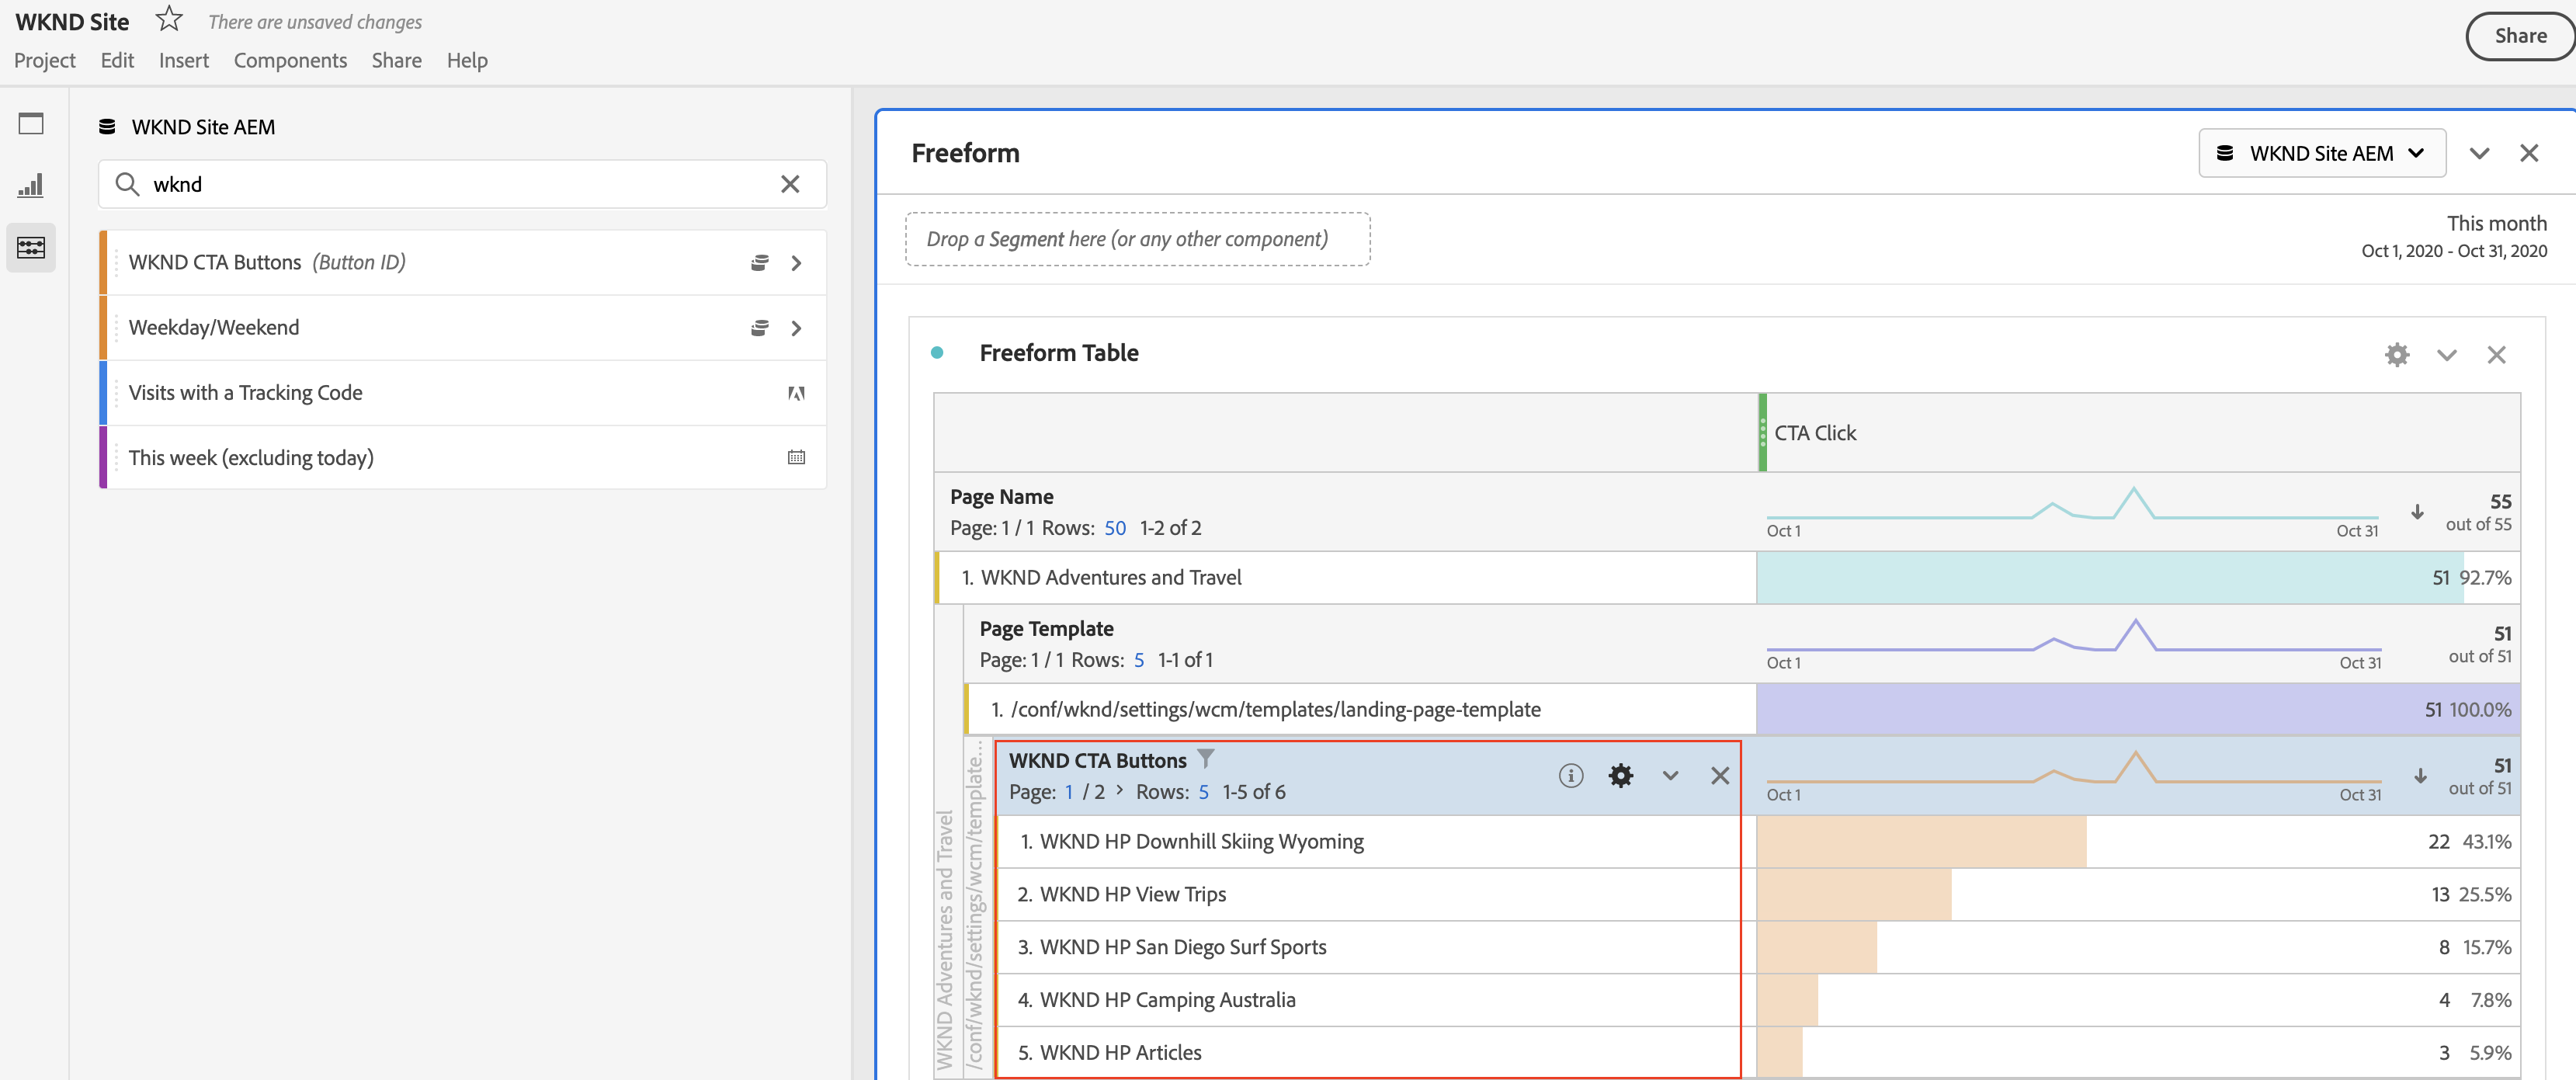 WKND Site There are unsaved changes
Share
Project Edit Insert Components Share Help
WKND Site AEM
wknd
WKND CTA Buttons (Button ID)
Weekday/Weekend
Visits with a Tracking Code
This week (excluding today)
Freeform
WKND Site AEM
Drop a Segment here (or any other component)
This month
Oct 1, 2020 - Oct 31, 2020
Freeform Table
CTA Click
Page Name
Page: 1 / 1 Rows: 50 1-2 of 2
Oct 1
Oct 31
55
out of 55
1. WKND Adventures and Travel
51 92.7%
Page Template
Page: 1 / 1 Rows: 5 1-1 of 1
Oct 1
Oct 31
51
out of 51
1. /conf/wknd/settings/wcm/templates/landing-page-template
51 100.0%
WKND Adventures and Travel
/conf/wknd/settings/wcm/template...
WKND CTA Buttons
Page: 1 / 2 > Rows: 5 1-5 of 6
Oct 1
Oct 31
51
out of 51
1. WKND HP Downhill Skiing Wyoming
22 43.1%
2. WKND HP View Trips
13 25.5%
3. WKND HP San Diego Surf Sports
8 15.7%
4. WKND HP Camping Australia
4 7.8%
5. WKND HP Articles
3 5.9%